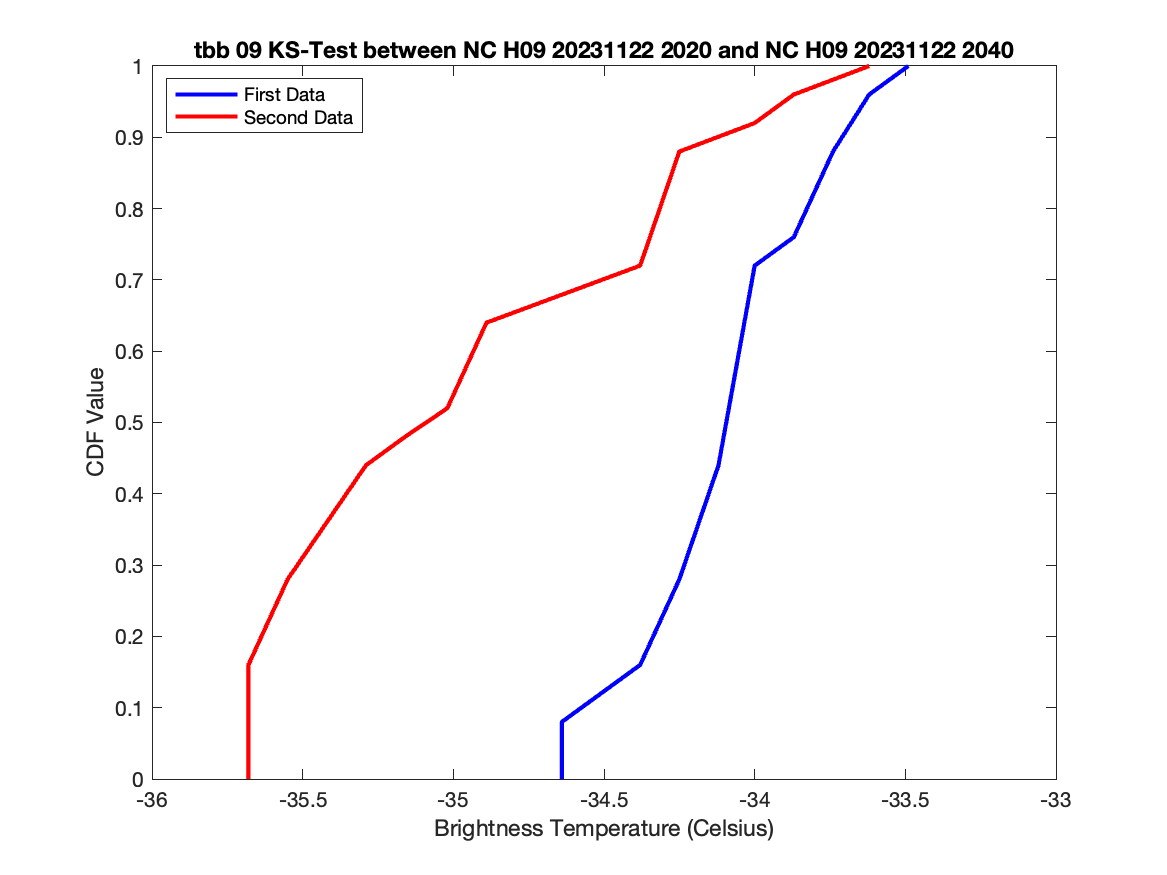 tbb 09 KS-Test between NC H09 20231122 2020 and NC H09 20231122 2040
First Data
Second Data
1
0.9
0.8
0.7
0.6
0.5
0.4
0.3
0.2
0.1
0
CDF Value
-36 -35.5 -35 -34.5 -34 -33.5 -33
Brightness Temperature (Celsius)